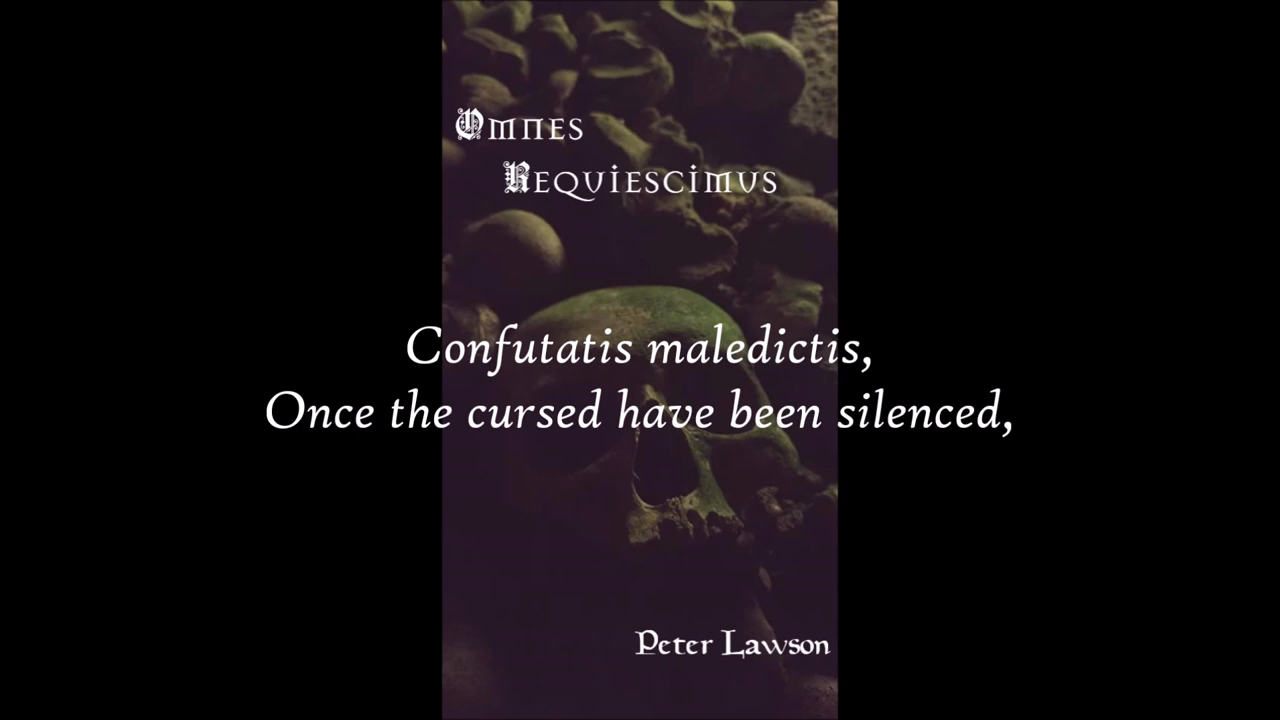 Omnes
Requiescimus
Confutatis maledictis,
Once the cursed have been silenced,
Peter Lawson